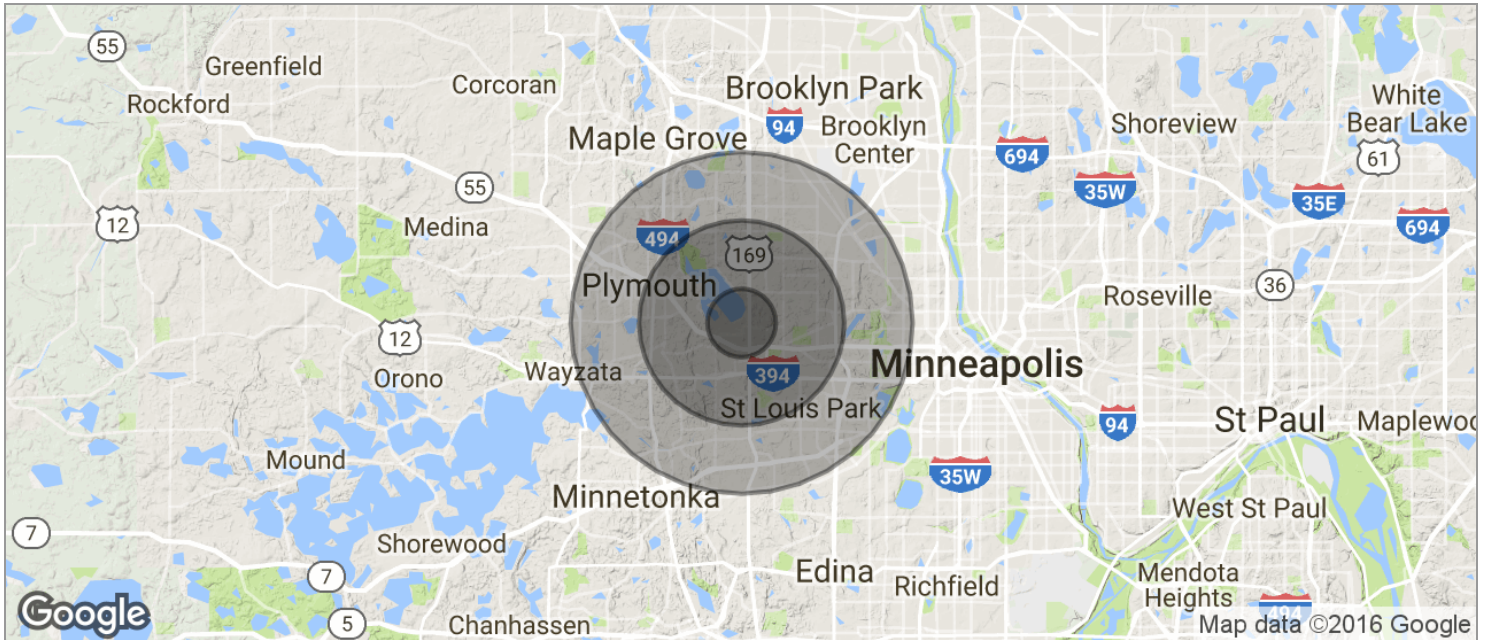 55
Greenfield
Rockford
Corcoran
Brooklyn Park
94
Brooklyn
Center
Maple Grove
Shoreview
White
Bear Lake
61
694
35W
35E
694
55
12
Medina
494
169
Plymouth
36
Roseville
12
Orono
Wayzata
394
Minneapolis
St Louis Park
94
St Paul
Maplewoo
Mound
35W
Minnetonka
West St Paul
7
Shorewood
7
Edina
Richfield
Mendota
Heights
494
5
Chanhassen
Google
Map data ©2016 Google